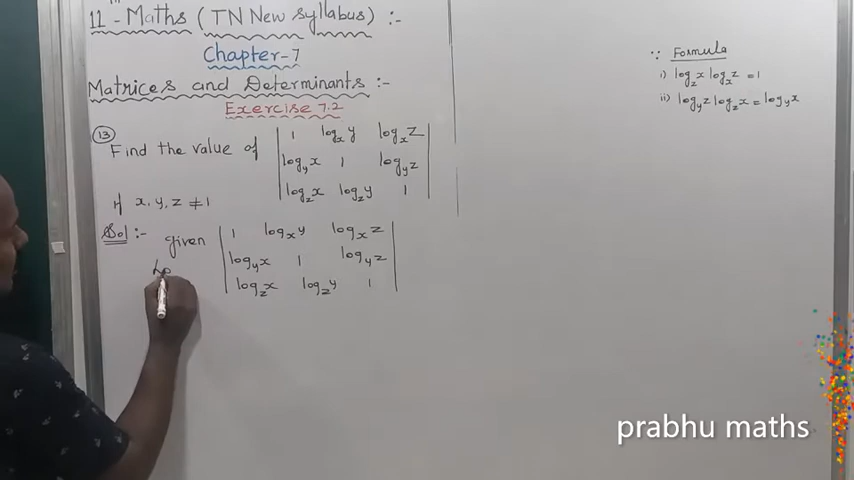 11 - Maths (TN New syllabus) :-
Chapter-7
Matrices and Determinants :-
Exercise 7.2
(13) Find the value of | 1 log_x y log_x z |
| log_y x 1 log_y z |
| log_z x log_z y 1 |
if x, y, z ≠ 1
Sol :- given | 1 log_x y log_x z |
| log_y x 1 log_y z |
| log_z x log_z y 1 |
∵ Formula
i) log_z x log_x z = 1
ii) log_y z log_z x = log_y x
prabhu maths